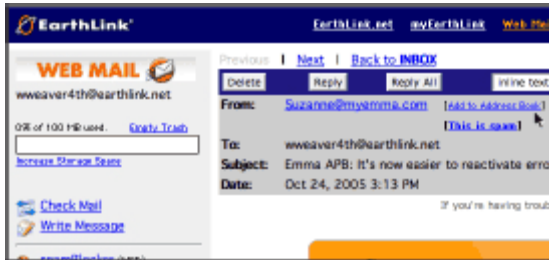 EarthLink
EarthLink.net myEarthLink Web Mail
WEB MAIL
wweaver4th@earthlink.net
0% of 100 MB used. Empty Trash
Increase Storage Space
Check Mail
Write Message
Previous | Next | Back to INBOX
Delete Reply Reply All Inline text
From: Suzanne@myemma.com [Add to Address Book]
[This is spam]
To: wweaver4th@earthlink.net
Subject: Emma APB: It's now easier to reactivate erro
Date: Oct 24, 2005 3:13 PM
If you're having troub